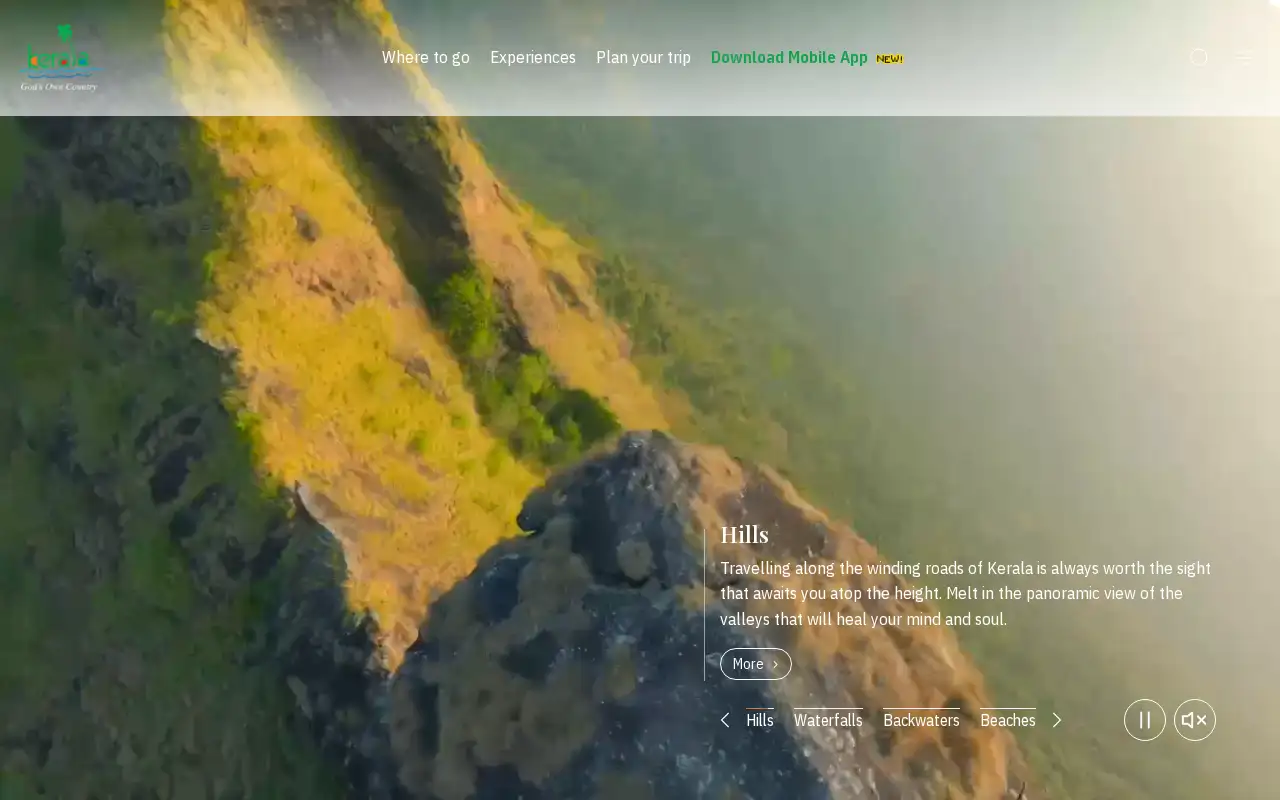 kerala
God's Own Country
Where to go
Experiences
Plan your trip
Download Mobile App
NEW!
Hills
Travelling along the winding roads of Kerala is always worth the sight
that awaits you atop the height. Melt in the panoramic view of the
valleys that will heal your mind and soul.
More
Hills
Waterfalls
Backwaters
Beaches